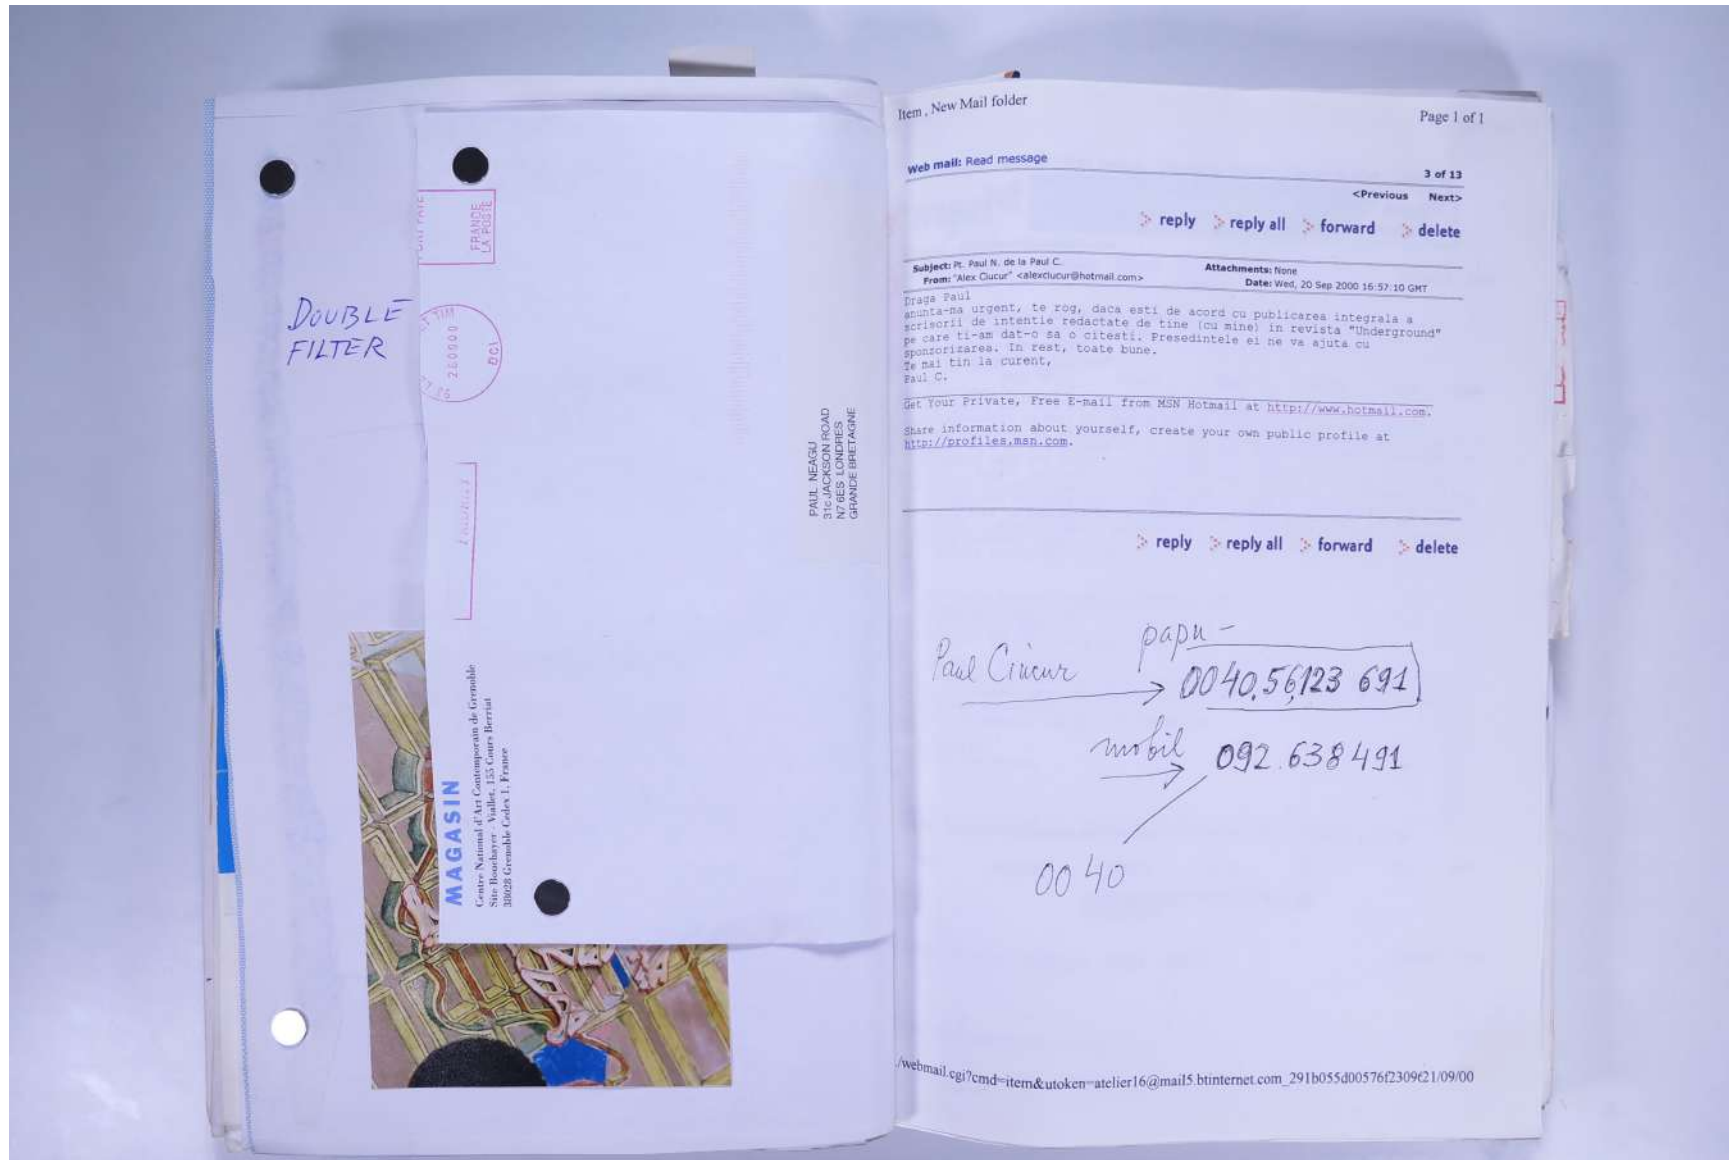 DOUBLE
FILTER
FRANCE
LA POSTE
260900
PAUL NEAGU
31c JACKSON ROAD
N7 6ES LONDRES
GRANDE BRETAGNE
MAGASIN
Centre National d'Art Contemporain de Grenoble
Site Bouchayer - Viallet, 155 Cours Berriat
38028 Grenoble Cedex 1, France
Item , New Mail folder
Page 1 of 1
Web mail: Read message
3 of 13
<Previous Next>
reply reply all forward delete
Subject: Pt. Paul N. de la Paul C.
Attachments: None
From: "Alex Ciucur" <alexciucur@hotmail.com>
Date: Wed, 20 Sep 2000 16:57:10 GMT
Draga Paul
anunta-ma urgent, te rog, daca esti de acord cu publicarea integrala a
scrisorii de intentie redactate de tine (cu mine) in revista "Underground"
pe care ti-am dat-o sa o citesti. Presedintele ei ne va ajuta cu
sponzorizarea. In rest, toate bune.
Te mai tin la curent,
Paul C.
Get Your Private, Free E-mail from MSN Hotmail at http://www.hotmail.com.
Share information about yourself, create your own public profile at
http://profiles.msn.com.
reply reply all forward delete
papu -
Paul Ciucur
0040.56,123 691
mobil 092.638491
0040
./webmail.cgi?cmd=item&utoken=atelier16@mail5.btinternet.com_291b055d00576f2309f21/09/00